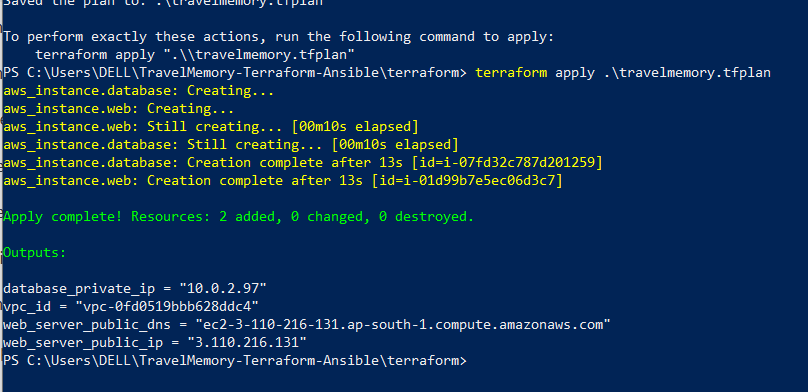 Saved the plan to: .\travelmemory.tfplan
To perform exactly these actions, run the following command to apply:
    terraform apply ".\\travelmemory.tfplan"
PS C:\Users\DELL\TravelMemory-Terraform-Ansible\terraform> terraform apply .\travelmemory.tfplan
aws_instance.database: Creating...
aws_instance.web: Creating...
aws_instance.web: Still creating... [00m10s elapsed]
aws_instance.database: Still creating... [00m10s elapsed]
aws_instance.database: Creation complete after 13s [id=i-07fd32c787d201259]
aws_instance.web: Creation complete after 13s [id=i-01d99b7e5ec06d3c7]
Apply complete! Resources: 2 added, 0 changed, 0 destroyed.
Outputs:
database_private_ip = "10.0.2.97"
vpc_id = "vpc-0fd0519bbb628ddc4"
web_server_public_dns = "ec2-3-110-216-131.ap-south-1.compute.amazonaws.com"
web_server_public_ip = "3.110.216.131"
PS C:\Users\DELL\TravelMemory-Terraform-Ansible\terraform>